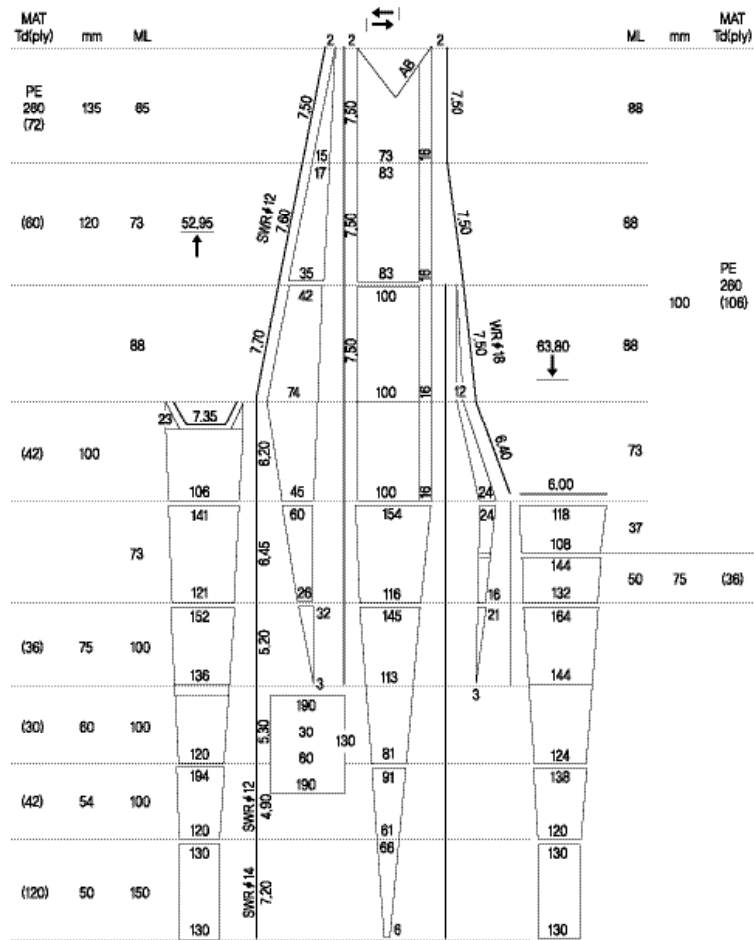 MAT mm ML MAT
Td(ply) ML mm Td(ply)
2 2 2
PE
260
(72)
135 65 7,50 7,50 AB 7,50 88
15 73 16
17 83
(60) 120 73 52,95 SWR∮12 7,60 7,50 7,50 68
35 83 16
PE
260
(106)
100
42 100
88 7,70 7,50 WR∮18 7,50 63,80 88
74 100 16 12
23 7.35
(42) 100 6,20 6,40 73
106 45 100 16 24 6,00
141 60 154 24 118
37
108
73 6,45 144
50 75 (36)
121 26 116 16 132
152 32 145 21 164
(36) 75 100 5,20
136 3 113 3 144
190
(30) 60 100 5,30 30 130
60
120 190 81 124
194 91 138
(42) 54 100 SWR∮12 4,90
120 61 120
130 66 130
(120) 50 150 SWR∮14 7,20
130 6 130